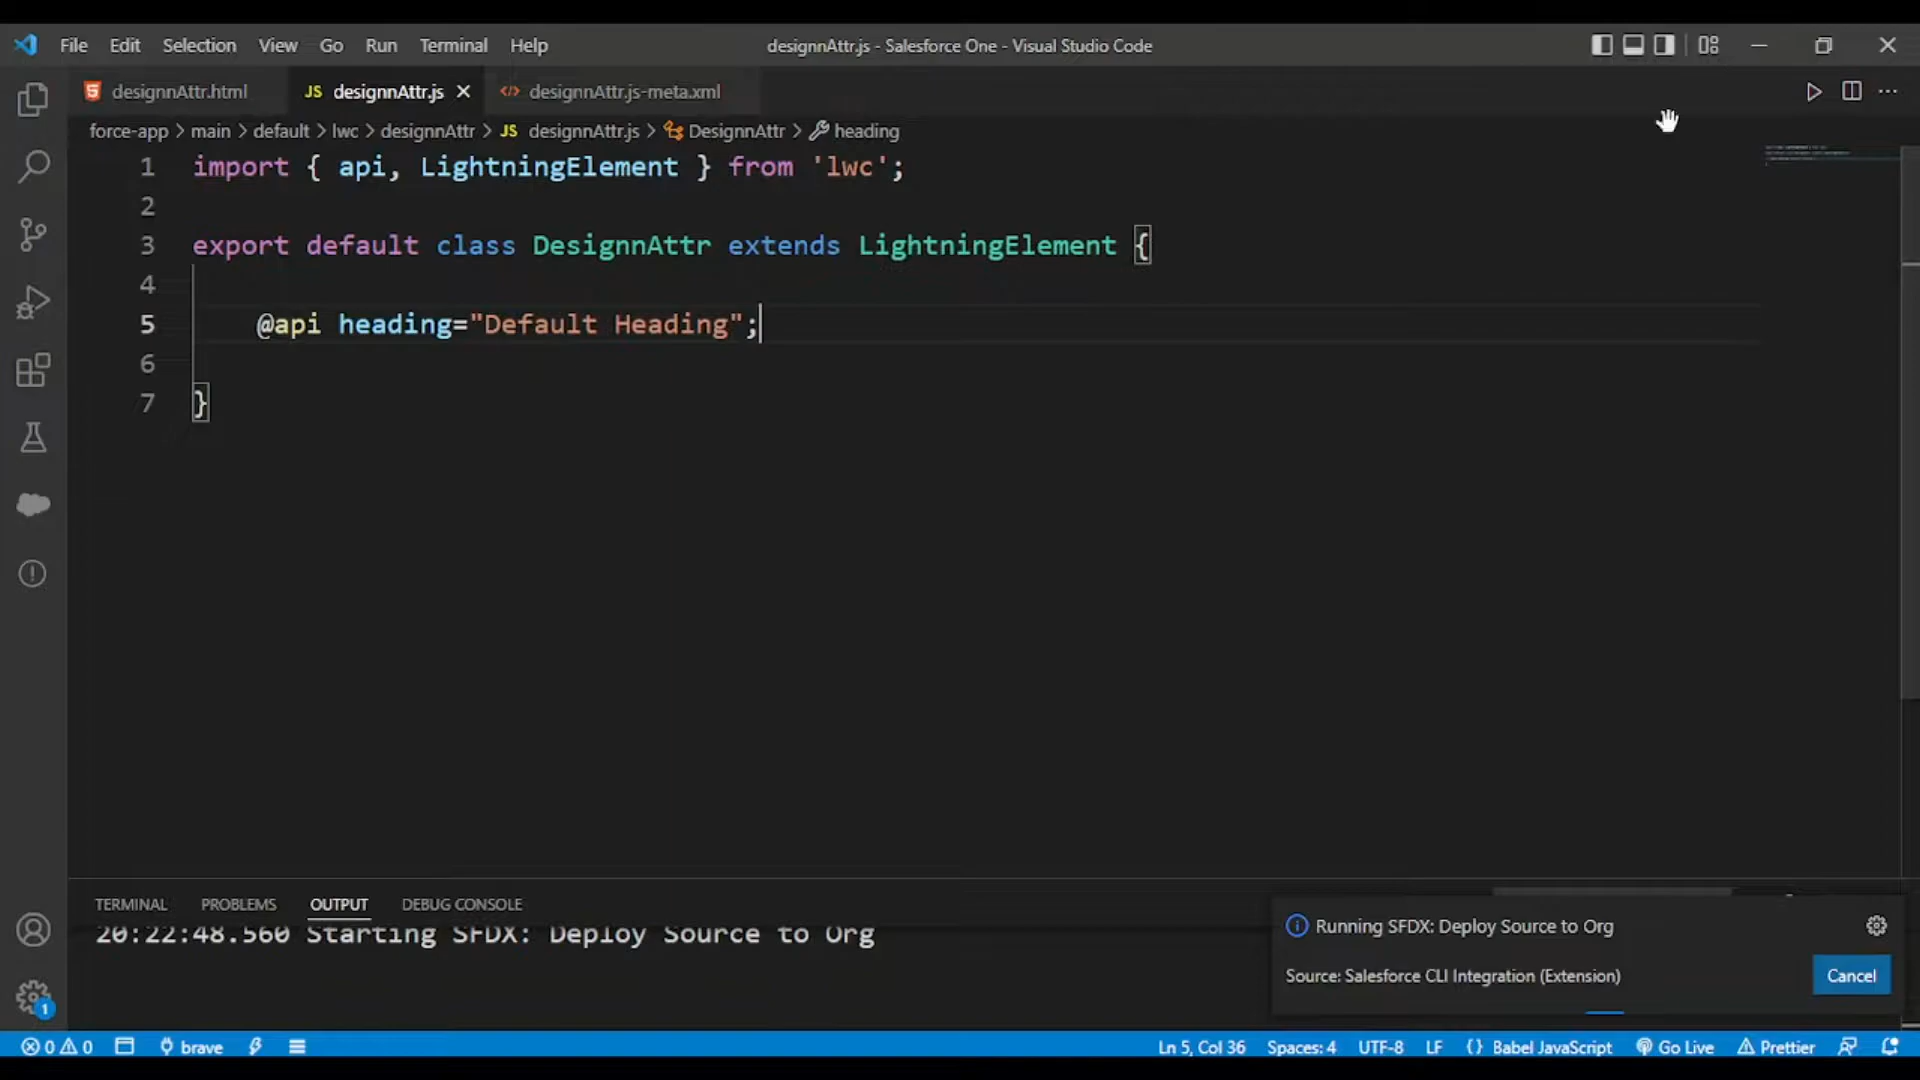 File Edit Selection View Go Run Terminal Help designnAttr.js - Salesforce One - Visual Studio Code
designnAttr.html JS designnAttr.js designnAttr.js-meta.xml
force-app > main > default > lwc > designnAttr > JS designnAttr.js > DesignnAttr > heading
1 import { api, LightningElement } from 'lwc';
2
3 export default class DesignnAttr extends LightningElement {
4
5 @api heading="Default Heading";
6
7 }
TERMINAL PROBLEMS OUTPUT DEBUG CONSOLE
20:22:48.560 Starting SFDX: Deploy Source to Org
Running SFDX: Deploy Source to Org
Source: Salesforce CLI Integration (Extension) Cancel
1
0 0 brave Ln 5, Col 36 Spaces: 4 UTF-8 LF {} Babel JavaScript Go Live Prettier